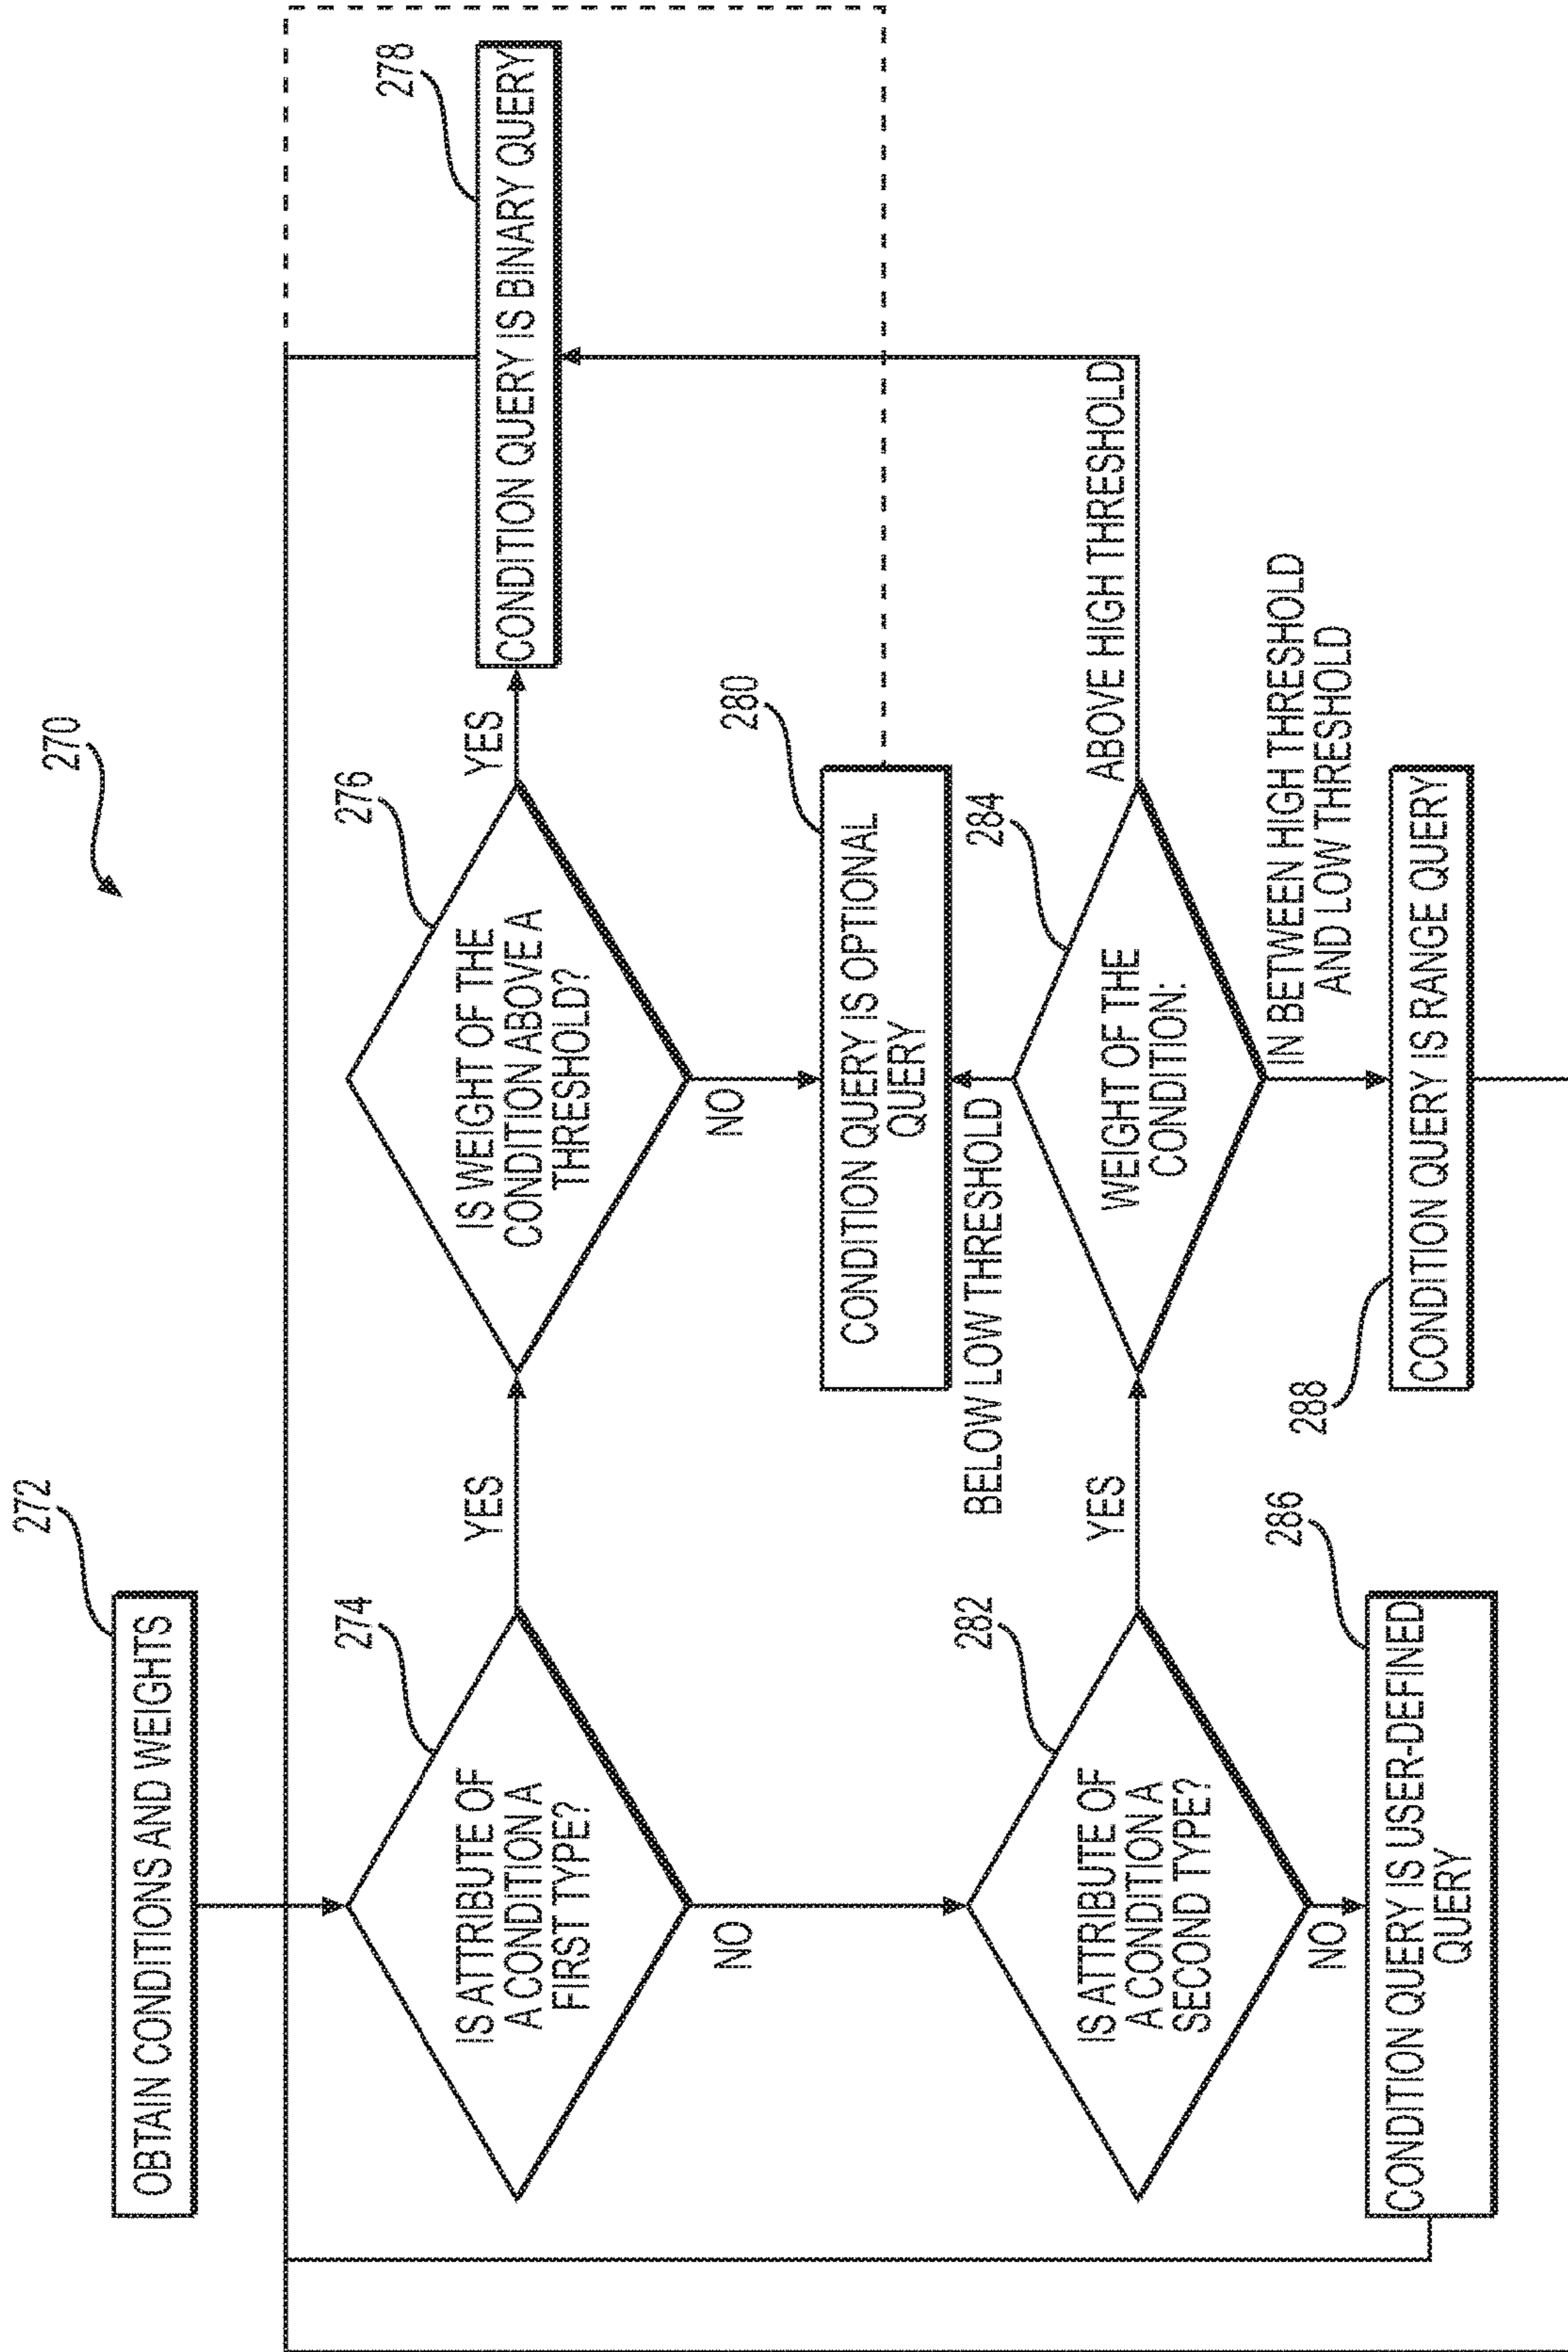 270
272
OBTAIN CONDITIONS AND WEIGHTS
274
IS ATTRIBUTE OF
A CONDITION A
FIRST TYPE?
YES
276
IS WEIGHT OF THE
CONDITION ABOVE A
THRESHOLD?
YES
278
CONDITION QUERY IS BINARY QUERY
NO
NO
280
CONDITION QUERY IS OPTIONAL
QUERY
BELOW LOW THRESHOLD
282
IS ATTRIBUTE OF
A CONDITION A
SECOND TYPE?
YES
284
WEIGHT OF THE
CONDITION:
ABOVE HIGH THRESHOLD
NO
IN BETWEEN HIGH THRESHOLD
AND LOW THRESHOLD
286
CONDITION QUERY IS USER-DEFINED
QUERY
288
CONDITION QUERY IS RANGE QUERY